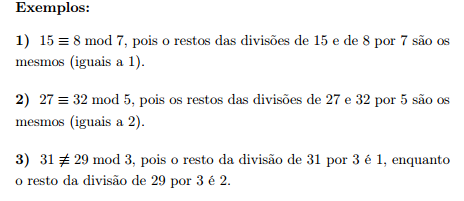 Exemplos:
1) 15 ≡ 8 mod 7, pois o restos das divisões de 15 e de 8 por 7 são os
mesmos (iguais a 1).
2) 27 ≡ 32 mod 5, pois os restos das divisões de 27 e 32 por 5 são os
mesmos (iguais a 2).
3) 31 ≢ 29 mod 3, pois o resto da divisão de 31 por 3 é 1, enquanto
o resto da divisão de 29 por 3 é 2.